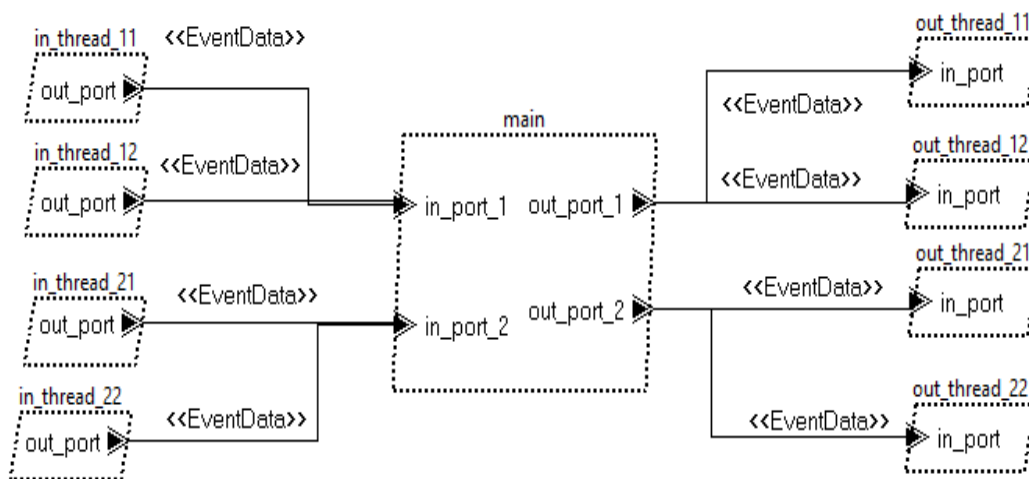 in_thread_11
<<EventData>>
out_port
in_thread_12
<<EventData>>
out_port
in_thread_21
<<EventData>>
out_port
in_thread_22
<<EventData>>
out_port
main
in_port_1
out_port_1
in_port_2
out_port_2
out_thread_11
in_port
<<EventData>>
out_thread_12
<<EventData>>
in_port
out_thread_21
<<EventData>>
in_port
out_thread_22
<<EventData>>
in_port